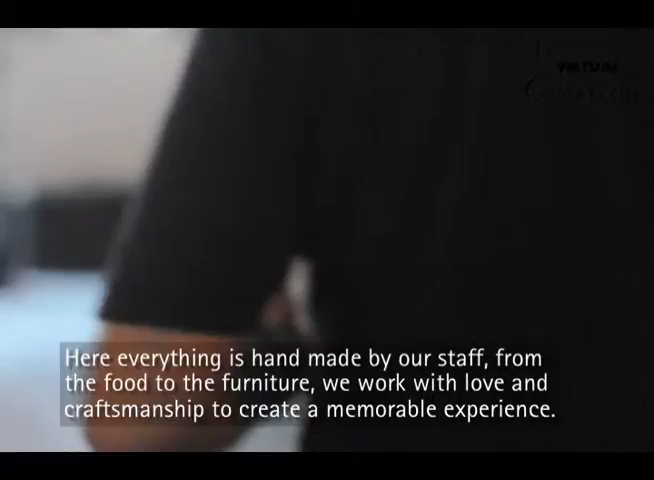 VIRTUAL
Here everything is hand made by our staff, from
the food to the furniture, we work with love and
craftsmanship to create a memorable experience.